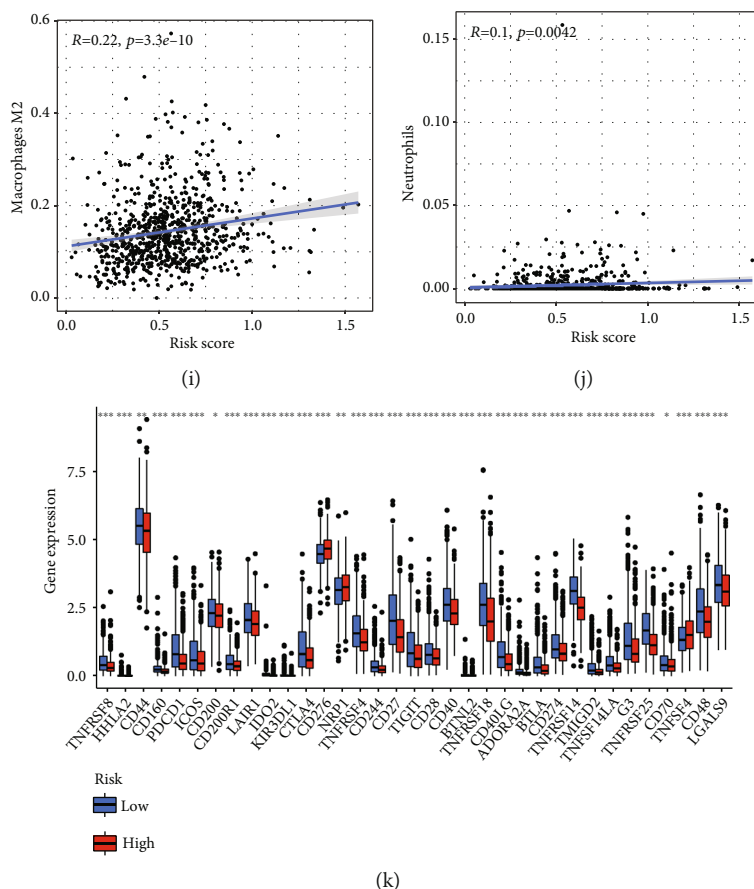 R=0.22, p=3.3e–10
Macrophages M2
0.6
0.4
0.2
0.0
0.0 0.5 1.0 1.5
Risk score
(i)
R=0.1, p=0.0042
Neutrophils
0.15
0.10
0.05
0.00
0.0 0.5 1.0 1.5
Risk score
(j)
*** *** ** *** *** *** * *** *** *** *** *** *** ** *** *** *** *** *** *** *** *** *** *** *** *** *** *** *** *** *** * *** *** ***
Gene expression
7.5
5.0
2.5
0.0
TNFRSF8
HHLA2
CD44
CD160
PDCD1
ICOS
CD200
CD200R1
LAIR1
IDO2
KIR3DL1
CTLA4
CD276
NRP1
TNFRSF4
CD244
CD27
TIGIT
CD28
CD40
BTNL2
TNFRSF18
CD40LG
ADORA2A
BTLA
CD274
TNFRSF14
TMIGD2
TNFSF14LA
G3
TNFRSF25
CD70
TNFSF4
CD48
LGALS9
Risk
Low
High
(k)